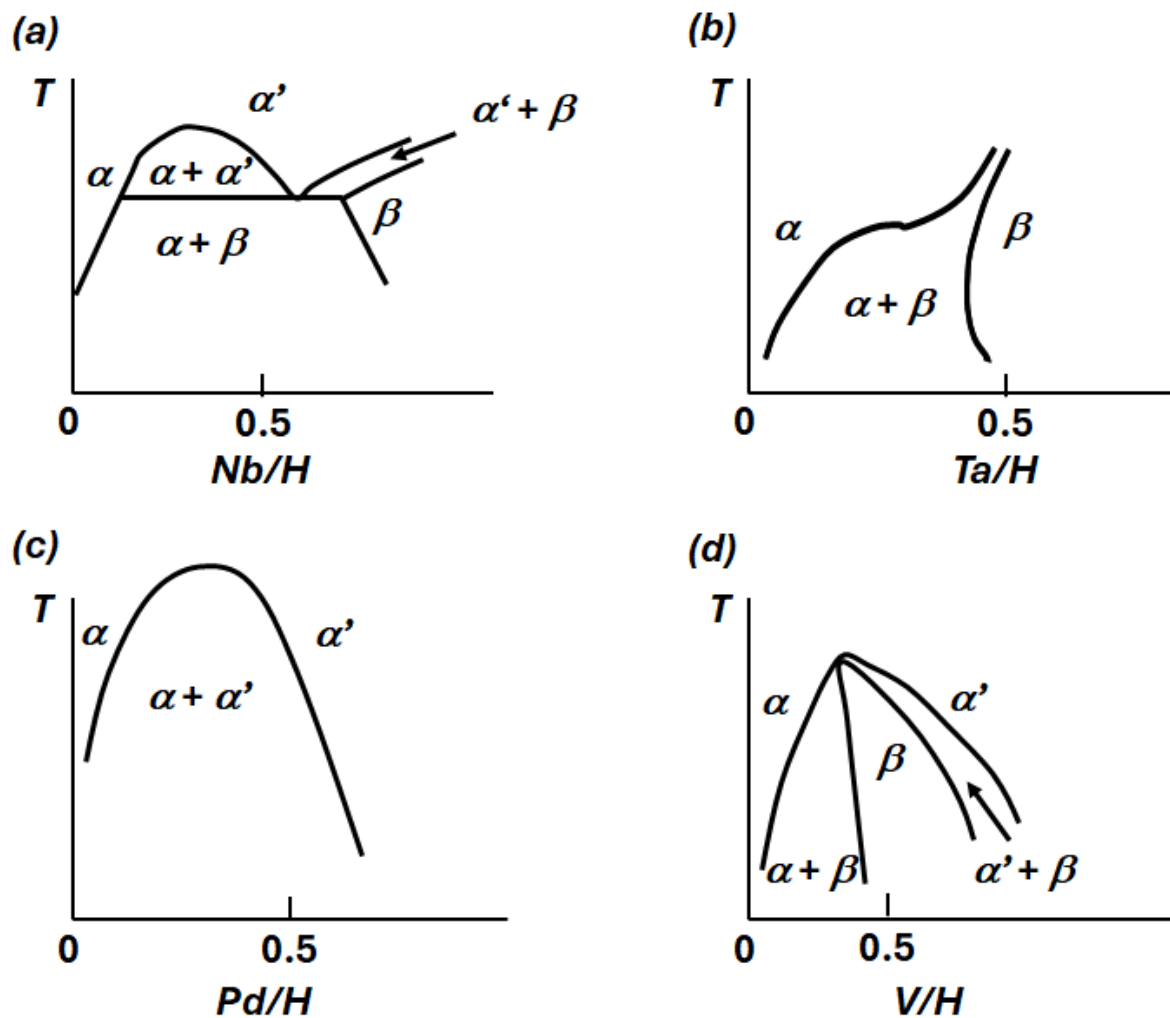 (a)
T
α'
α' + β
α
α + α'
β
α + β
0
0.5
Nb/H
(b)
T
α
β
α + β
0
0.5
Ta/H
(c)
T
α
α'
α + α'
0
0.5
Pd/H
(d)
T
α
α'
β
α + β
α' + β
0
0.5
V/H